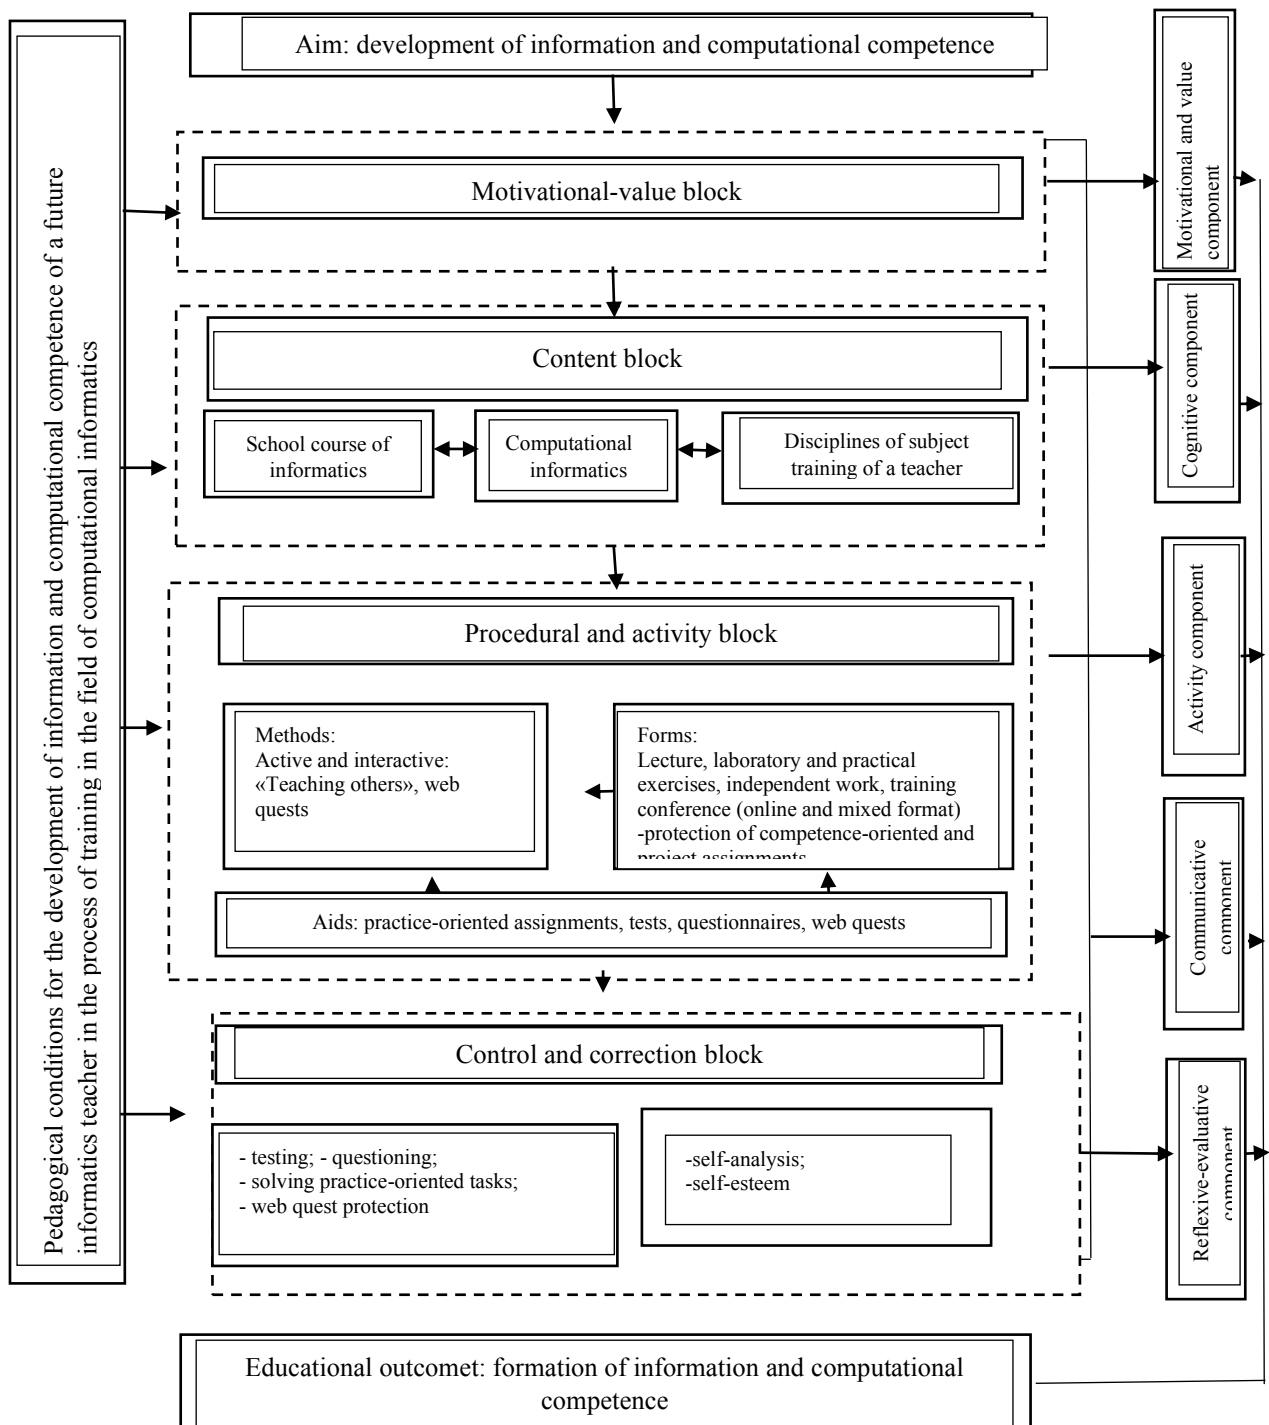 Aim: development of information and computational competence
Pedagogical conditions for the development of information and computational competence of a future
informatics teacher in the process of training in the field of computational informatics
Motivational-value block
Motivational and value
component
Content block
School course of
informatics
Computational
informatics
Disciplines of subject
training of a teacher
Cognitive component
Procedural and activity block
Methods:
Active and interactive:
«Teaching others», web
quests
Forms:
Lecture, laboratory and practical
exercises, independent work, training
conference (online and mixed format)
-protection of competence-oriented and
project assignments
Aids: practice-oriented assignments, tests, questionnaires, web quests
Activity component
Communicative
component
Control and correction block
- testing; - questioning;
- solving practice-oriented tasks;
- web quest protection
-self-analysis;
-self-esteem
Reflexive-evaluative
component
Educational outcomet: formation of information and computational
competence